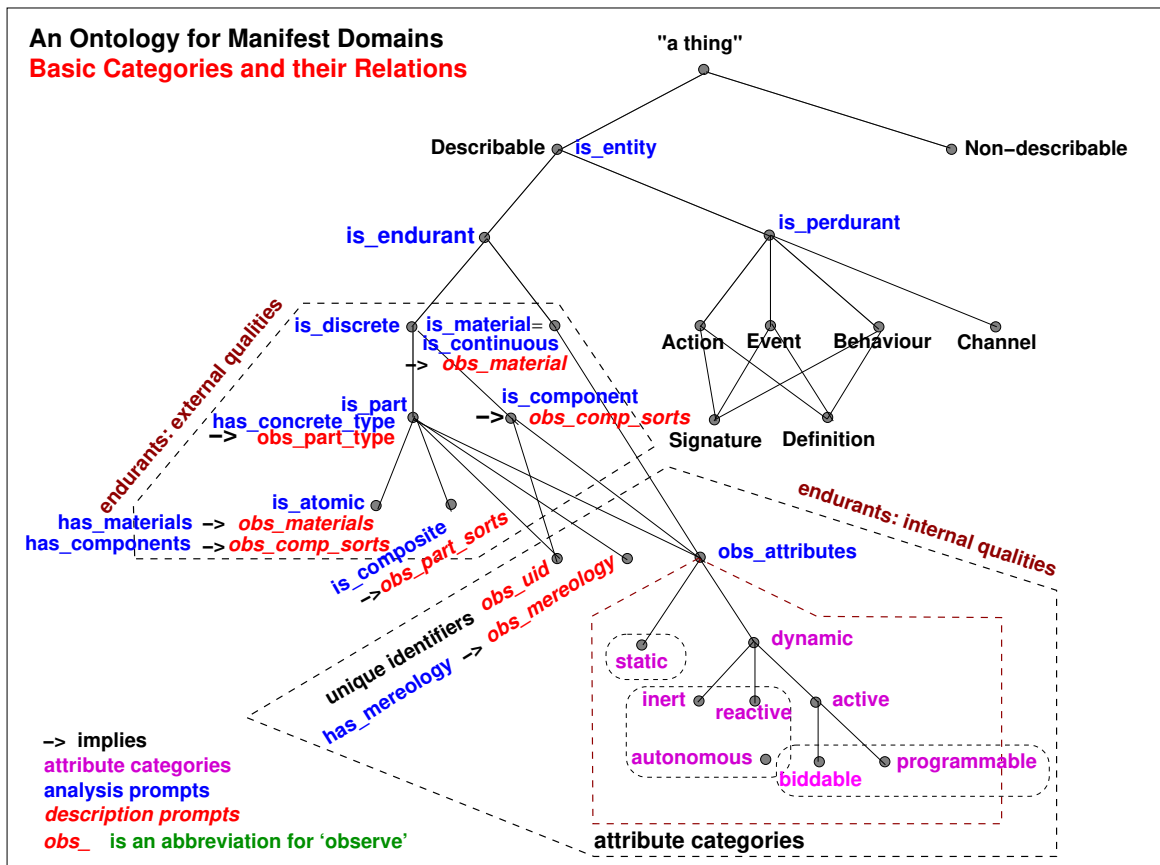 An Ontology for Manifest Domains
Basic Categories and their Relations
"a thing"
Describable
is_entity
Non−describable
is_endurant
is_perdurant
endurants: external qualities
is_discrete
is_material=
is_continuous
−> obs_material
Action
Event
Behaviour
Channel
is_part
has_concrete_type
−> obs_part_type
is_component
−> obs_comp_sorts
Signature
Definition
is_atomic
has_materials −> obs_materials
has_components −> obs_comp_sorts
is_composite
−> obs_part_sorts
endurants: internal qualities
obs_attributes
unique identifiers obs_uid
has_mereology −> obs_mereology
static
dynamic
inert
reactive
active
autonomous
biddable
programmable
attribute categories
−> implies
attribute categories
analysis prompts
description prompts
obs_ is an abbreviation for ‘observe’